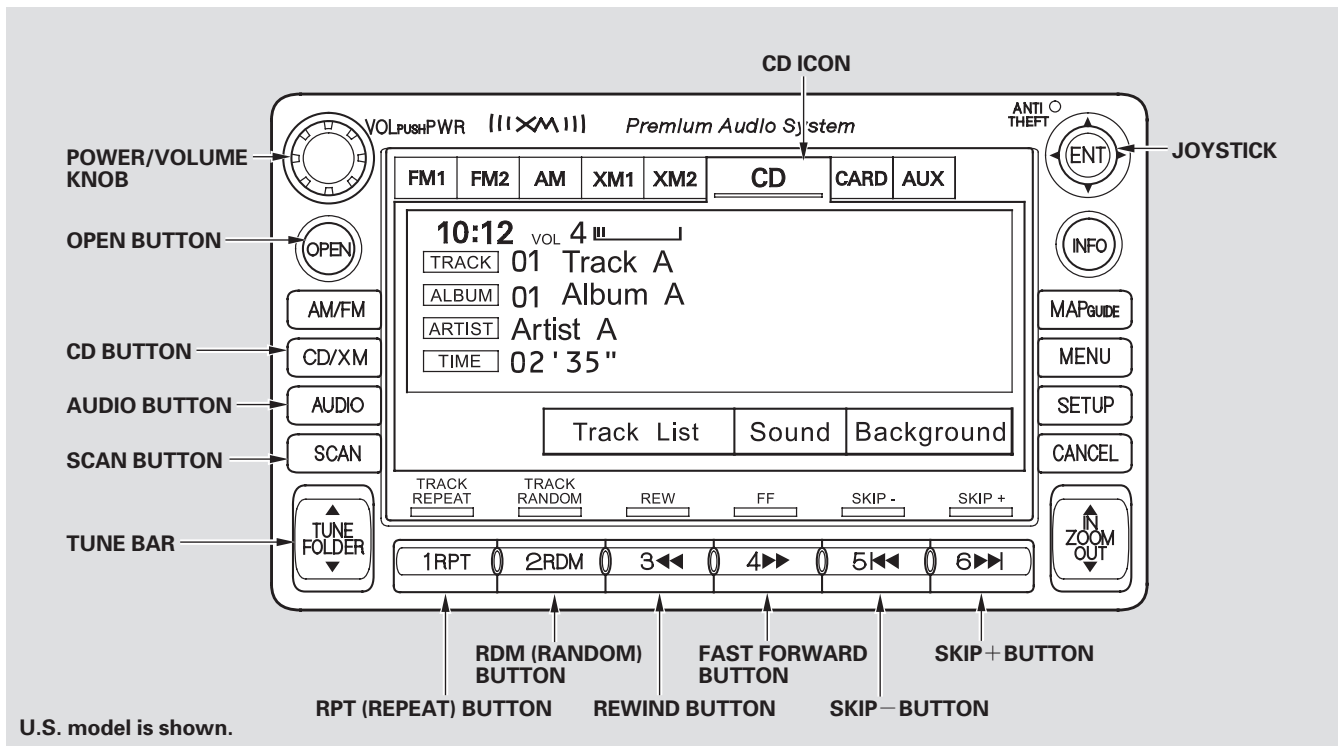 CD ICON
VOL PUSH PWR XM Premium Audio System ANTI THEFT
POWER/VOLUME KNOB
ENT
JOYSTICK
FM1 FM2 AM XM1 XM2 CD CARD AUX
OPEN BUTTON
OPEN
10:12 VOL 4
INFO
TRACK 01 Track A
ALBUM 01 Album A
AM/FM
MAP GUIDE
ARTIST Artist A
CD BUTTON
CD/XM
TIME 02'35"
MENU
AUDIO BUTTON
AUDIO
Track List Sound Background
SETUP
SCAN BUTTON
SCAN
CANCEL
TRACK REPEAT TRACK RANDOM REW FF SKIP - SKIP +
TUNE BAR
TUNE FOLDER
IN ZOOM OUT
1RPT 2RDM 3◀◀ 4▶▶ 5|◀◀ 6▶▶|
RDM (RANDOM) BUTTON
FAST FORWARD BUTTON
SKIP+BUTTON
RPT (REPEAT) BUTTON
REWIND BUTTON
SKIP−BUTTON
U.S. model is shown.